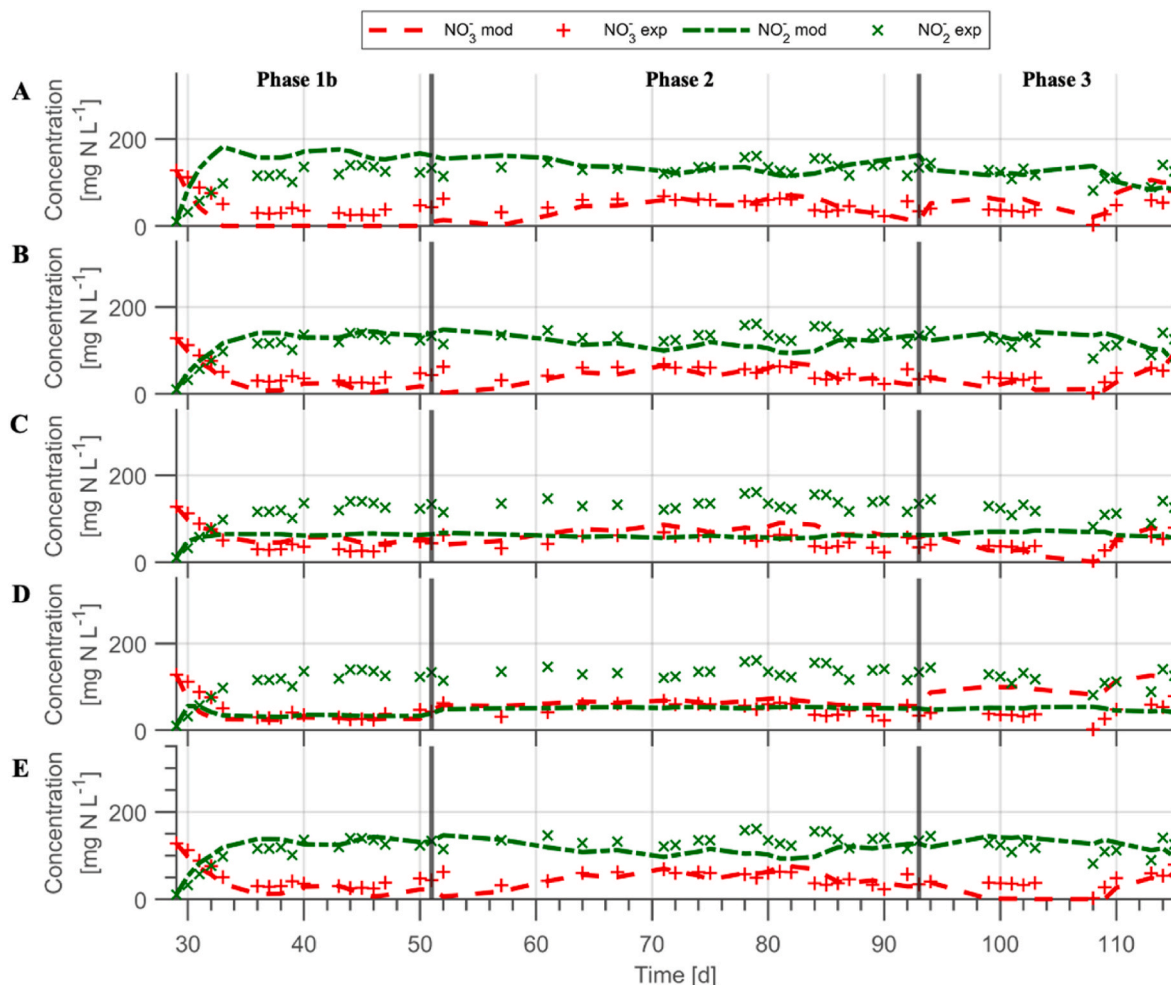 NO₃⁻ mod NO₃⁻ exp NO₂⁻ mod NO₂⁻ exp
Phase 1b Phase 2 Phase 3
A
Concentration
[mg N L⁻¹]
200
0
B
Concentration
[mg N L⁻¹]
200
0
C
Concentration
[mg N L⁻¹]
200
0
D
Concentration
[mg N L⁻¹]
200
0
E
Concentration
[mg N L⁻¹]
200
0
30 40 50 60 70 80 90 100 110
Time [d]